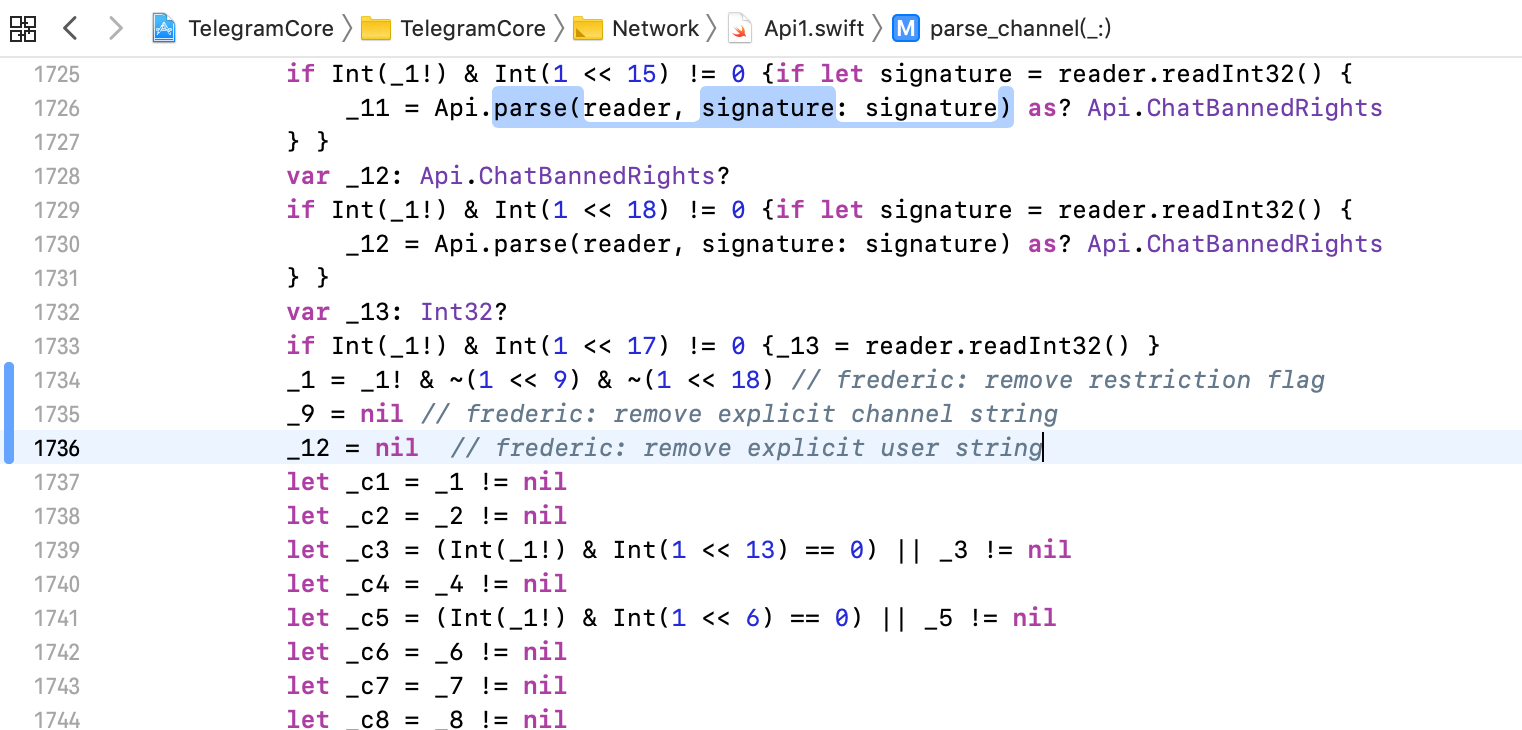 TelegramCore TelegramCore Network Api1.swift M parse_channel(_:)
1725 if Int(_1!) & Int(1 << 15) != 0 {if let signature = reader.readInt32() {
1726 _11 = Api.parse(reader, signature: signature) as? Api.ChatBannedRights
1727 } }
1728 var _12: Api.ChatBannedRights?
1729 if Int(_1!) & Int(1 << 18) != 0 {if let signature = reader.readInt32() {
1730 _12 = Api.parse(reader, signature: signature) as? Api.ChatBannedRights
1731 } }
1732 var _13: Int32?
1733 if Int(_1!) & Int(1 << 17) != 0 {_13 = reader.readInt32() }
1734 _1 = _1! & ~(1 << 9) & ~(1 << 18) // frederic: remove restriction flag
1735 _9 = nil // frederic: remove explicit channel string
1736 _12 = nil  // frederic: remove explicit user string
1737 let _c1 = _1 != nil
1738 let _c2 = _2 != nil
1739 let _c3 = (Int(_1!) & Int(1 << 13) == 0) || _3 != nil
1740 let _c4 = _4 != nil
1741 let _c5 = (Int(_1!) & Int(1 << 6) == 0) || _5 != nil
1742 let _c6 = _6 != nil
1743 let _c7 = _7 != nil
1744 let _c8 = _8 != nil